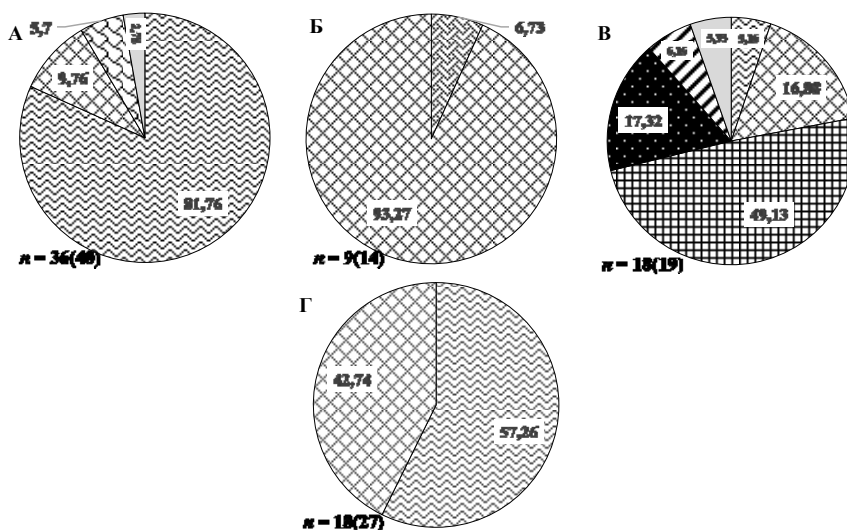 А
5,7
9,76
81,76
n = 36(40)
Б
6,73
93,27
n = 9(14)
В
6,26
5,26
16,88
17,32
49,13
n = 18(19)
Г
42,74
57,26
n = 18(27)